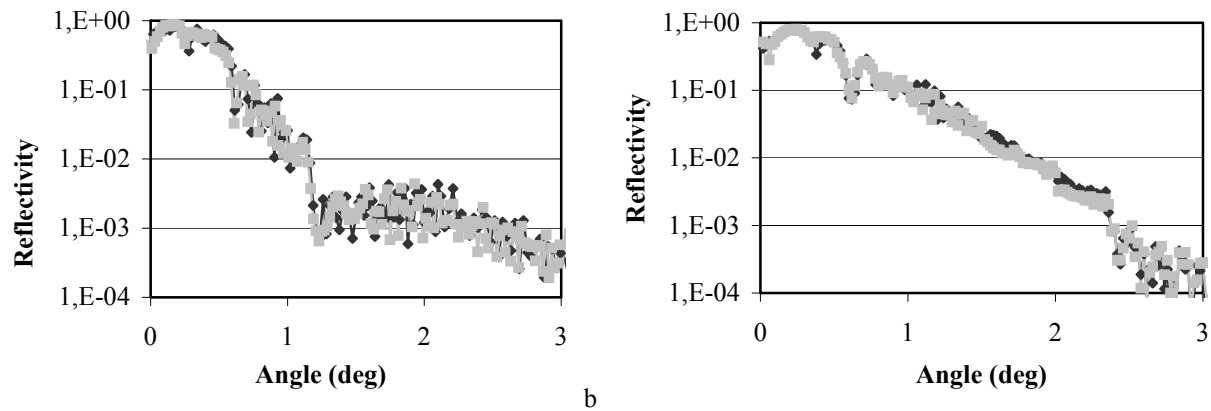 1,E+00
1,E-01
1,E-02
1,E-03
1,E-04
Reflectivity
0 1 2 3
Angle (deg)
b
1,E+00
1,E-01
1,E-02
1,E-03
1,E-04
Reflectivity
0 1 2 3
Angle (deg)